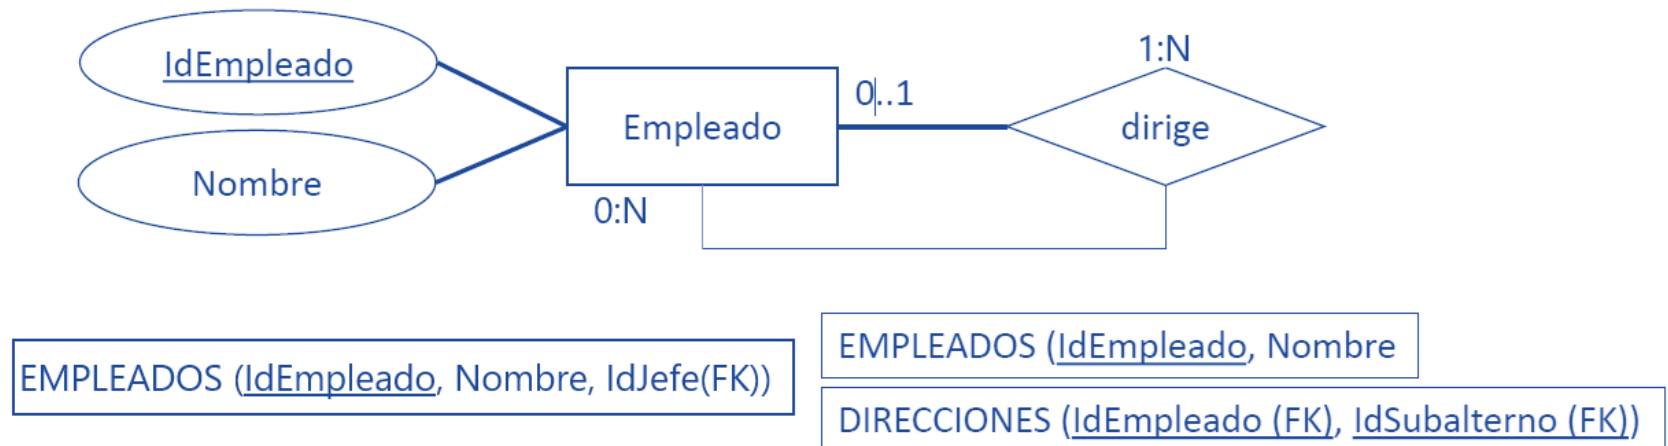 IdEmpleado
Nombre
Empleado
0..1
1:N
dirige
0:N
EMPLEADOS (IdEmpleado, Nombre, IdJefe(FK))
EMPLEADOS (IdEmpleado, Nombre
DIRECCIONES (IdEmpleado (FK), IdSubalterno (FK))